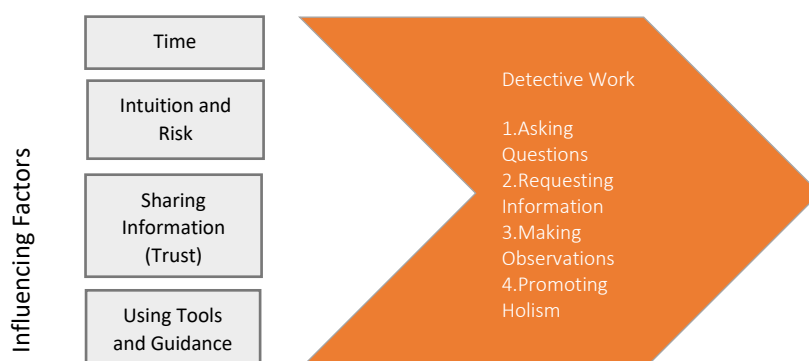 Influencing Factors
Time
Intuition and
Risk
Sharing
Information
(Trust)
Using Tools
and Guidance
Detective Work
1.Asking
Questions
2.Requesting
Information
3.Making
Observations
4.Promoting
Holism